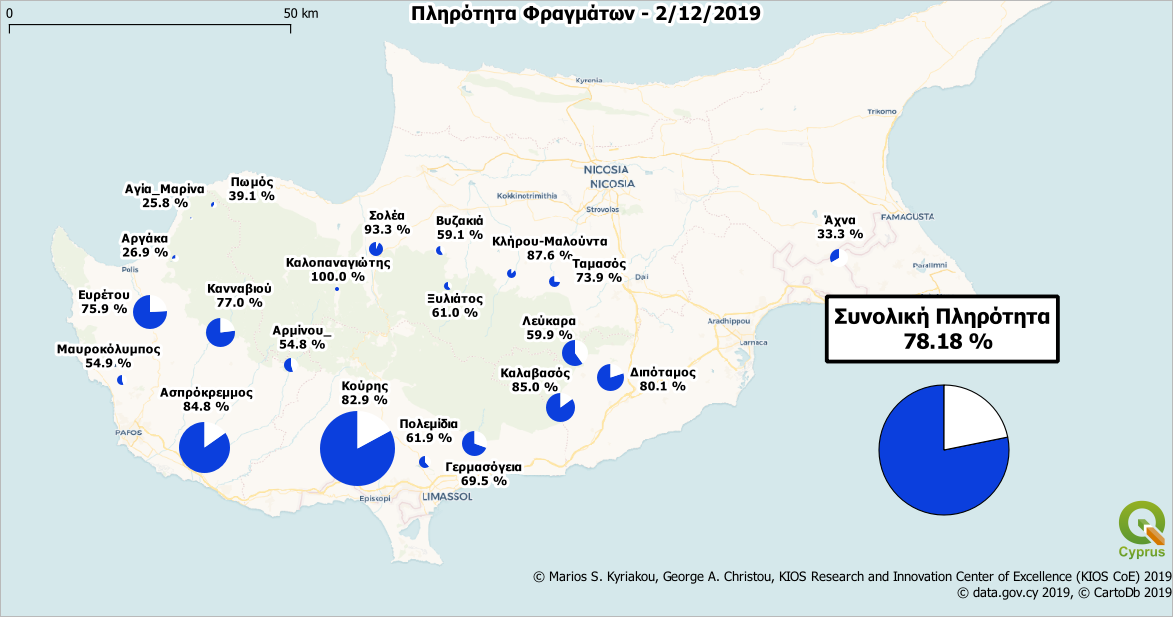 0 50 km
Πληρότητα Φραγμάτων - 2/12/2019
Kyrenia
Trikomo
NICOSIA
NICOSIA
Kokkinotrimithis
Strovolos
Πωμός
39.1 %
Αγία_Μαρίνα
25.8 %
Σολέα
93.3 %
Βυζακιά
59.1 %
Άχνα
33.3 %
FAMAGUSTA
Αργάκα
26.9 %
Κλήρου-Μαλούντα
87.6 %
Καλοπαναγιώτης
100.0 %
Ταμασός
73.9 %
Polis
Dali
Paralimni
Ευρέτου
75.9 %
Κανναβιού
77.0 %
Ξυλιάτος
61.0 %
Αρμίνου_
54.8 %
Λεύκαρα
59.9 %
Aradhippou
Larnaca
Συνολική Πληρότητα
78.18 %
Μαυροκόλυμπος
54.9 %
Καλαβασός
85.0 %
Διπόταμος
80.1 %
Ασπρόκρεμμος
84.8 %
Κούρης
82.9 %
Πολεμίδια
61.9 %
PAFOS
Γερμασόγεια
69.5 %
Episkopi
LIMASSOL
Cyprus
© Marios S. Kyriakou, George A. Christou, KIOS Research and Innovation Center of Excellence (KIOS CoE) 2019
© data.gov.cy 2019, © CartoDb 2019